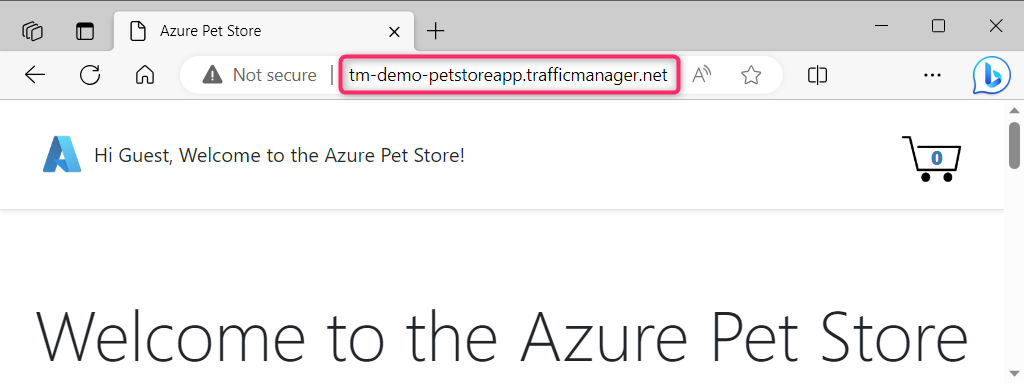 Azure Pet Store
Not secure | tm-demo-petstoreapp.trafficmanager.net
Hi Guest, Welcome to the Azure Pet Store!
0
Welcome to the Azure Pet Store